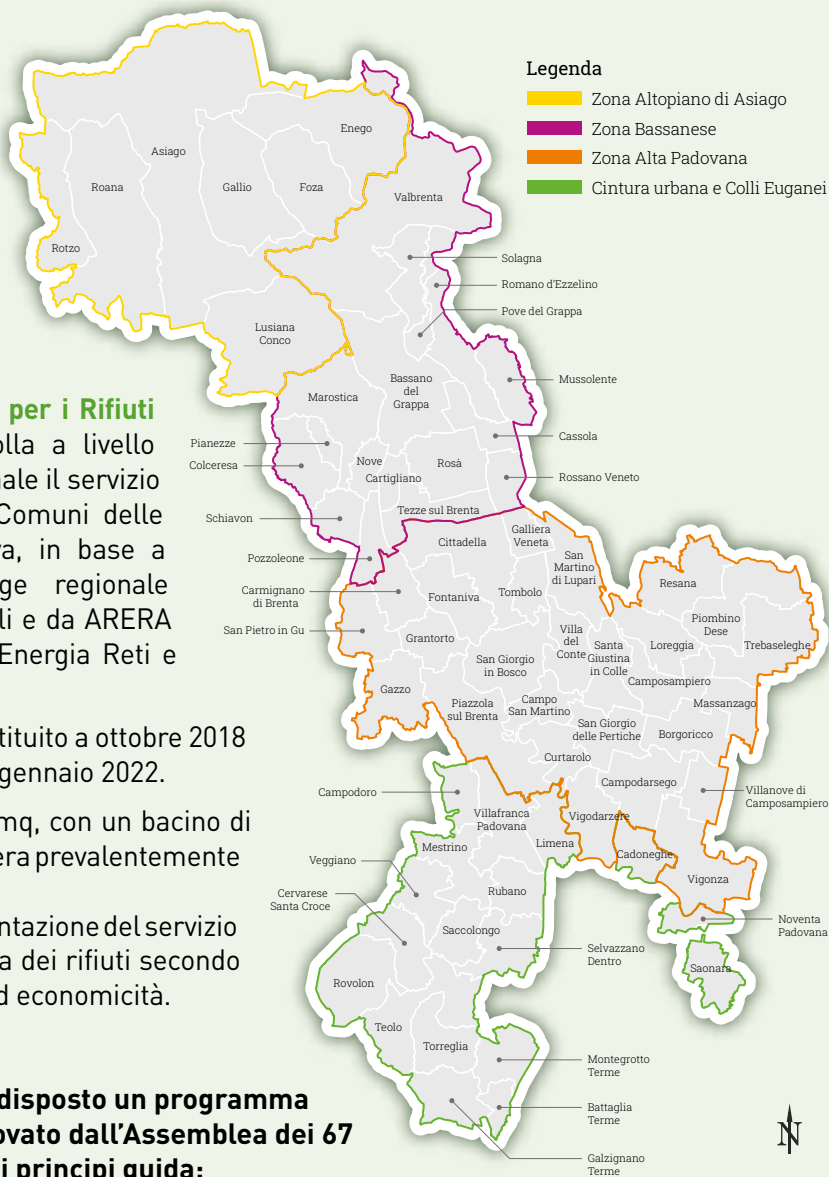 Legenda
Zona Altopiano di Asiago
Zona Bassanese
Zona Alta Padovana
Cintura urbana e Colli Euganei
Enego
Asiago
Roana
Gallio
Foza
Valbrenta
Rotzo
Solagna
Romano d'Ezzelino
Pove del Grappa
Lusiana
Conco
Mussolente
Bassano
del
Grappa
Marostica
Cassola
Pianezze
Colceresa
Nove
Rosà
Cartigliano
Rossano Veneto
Schiavon
Tezze sul Brenta
Pozzoleone
Galliera
Veneta
Cittadella
San
Martino
di Lupari
Carmignano
di Brenta
Fontaniva
Tombolo
Resana
Piombino
Dese
San Pietro in Gu
Grantorto
Villa
del
Conte
Santa
Giustina
in Colle
Loreggia
Trebaseleghe
San Giorgio
in Bosco
Camposampiero
Gazzo
Piazzola
sul Brenta
Campo
San Martino
Massanzago
San Giorgio
delle Pertiche
Borgoricco
Curtarolo
Campodarsego
Villanove di
Camposampiero
Campodoro
Villafranca
Padovana
Vigodarzere
Mestrino
Limena
Cadoneghe
Veggiano
Vigonza
Cervarese
Santa Croce
Rubano
Noventa
Padovana
Saccolongo
Selvazzano
Dentro
Saonara
Rovolon
Teolo
Torreglia
Montegrotto
Terme
Battaglia
Terme
Galzignano
Terme
N
per i Rifiuti
olla a livello
nale il servizio
Comuni delle
va, in base a
ge regionale
li e da ARERA
Energia Reti e
tituito a ottobre 2018
gennaio 2022.
mq, con un bacino di
era prevalentemente
ntazione del servizio
a dei rifiuti secondo
d economicità.
disposto un programma
ovato dall'Assemblea dei 67
i principi guida: